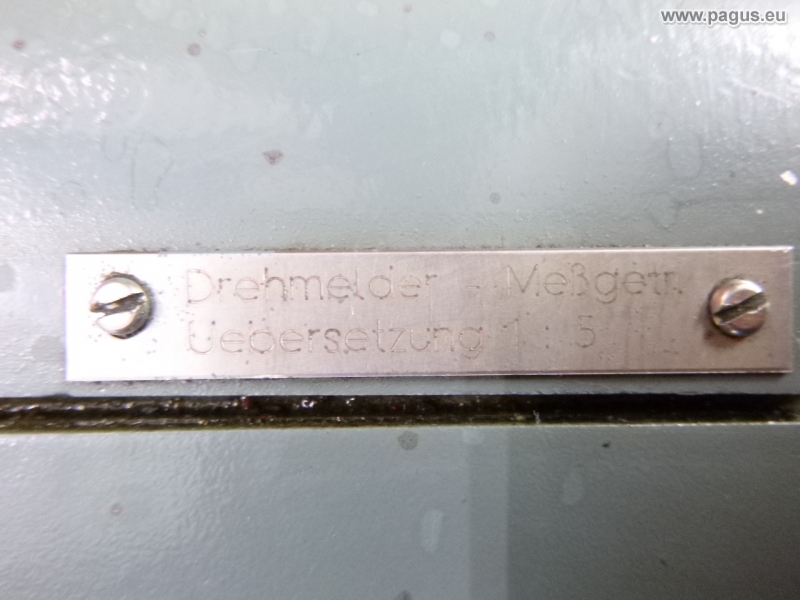 www.pagus.eu
Drehmelder - Meßgetr.
Uebersetzung 1 : 5